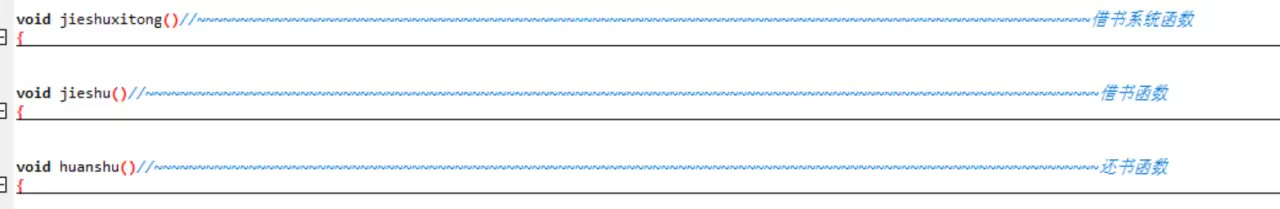 void jieshuxitong()//~~~~~~~~~~~~~~~~~~~~~~~~~~~~~~~~~~~~~~~~~~~~~~~~~~~~~~~~~~~~~~~~~~~~~~~~~~~~~~~~~~~~~~~~~~~~~~~~~~~~~~~~借书系统函数
{
void jieshu()//~~~~~~~~~~~~~~~~~~~~~~~~~~~~~~~~~~~~~~~~~~~~~~~~~~~~~~~~~~~~~~~~~~~~~~~~~~~~~~~~~~~~~~~~~~~~~~~~~~~~~~~~~~~~~~~借书函数
{
void huanshu()//~~~~~~~~~~~~~~~~~~~~~~~~~~~~~~~~~~~~~~~~~~~~~~~~~~~~~~~~~~~~~~~~~~~~~~~~~~~~~~~~~~~~~~~~~~~~~~~~~~~~~~~~~~~~~~还书函数
{